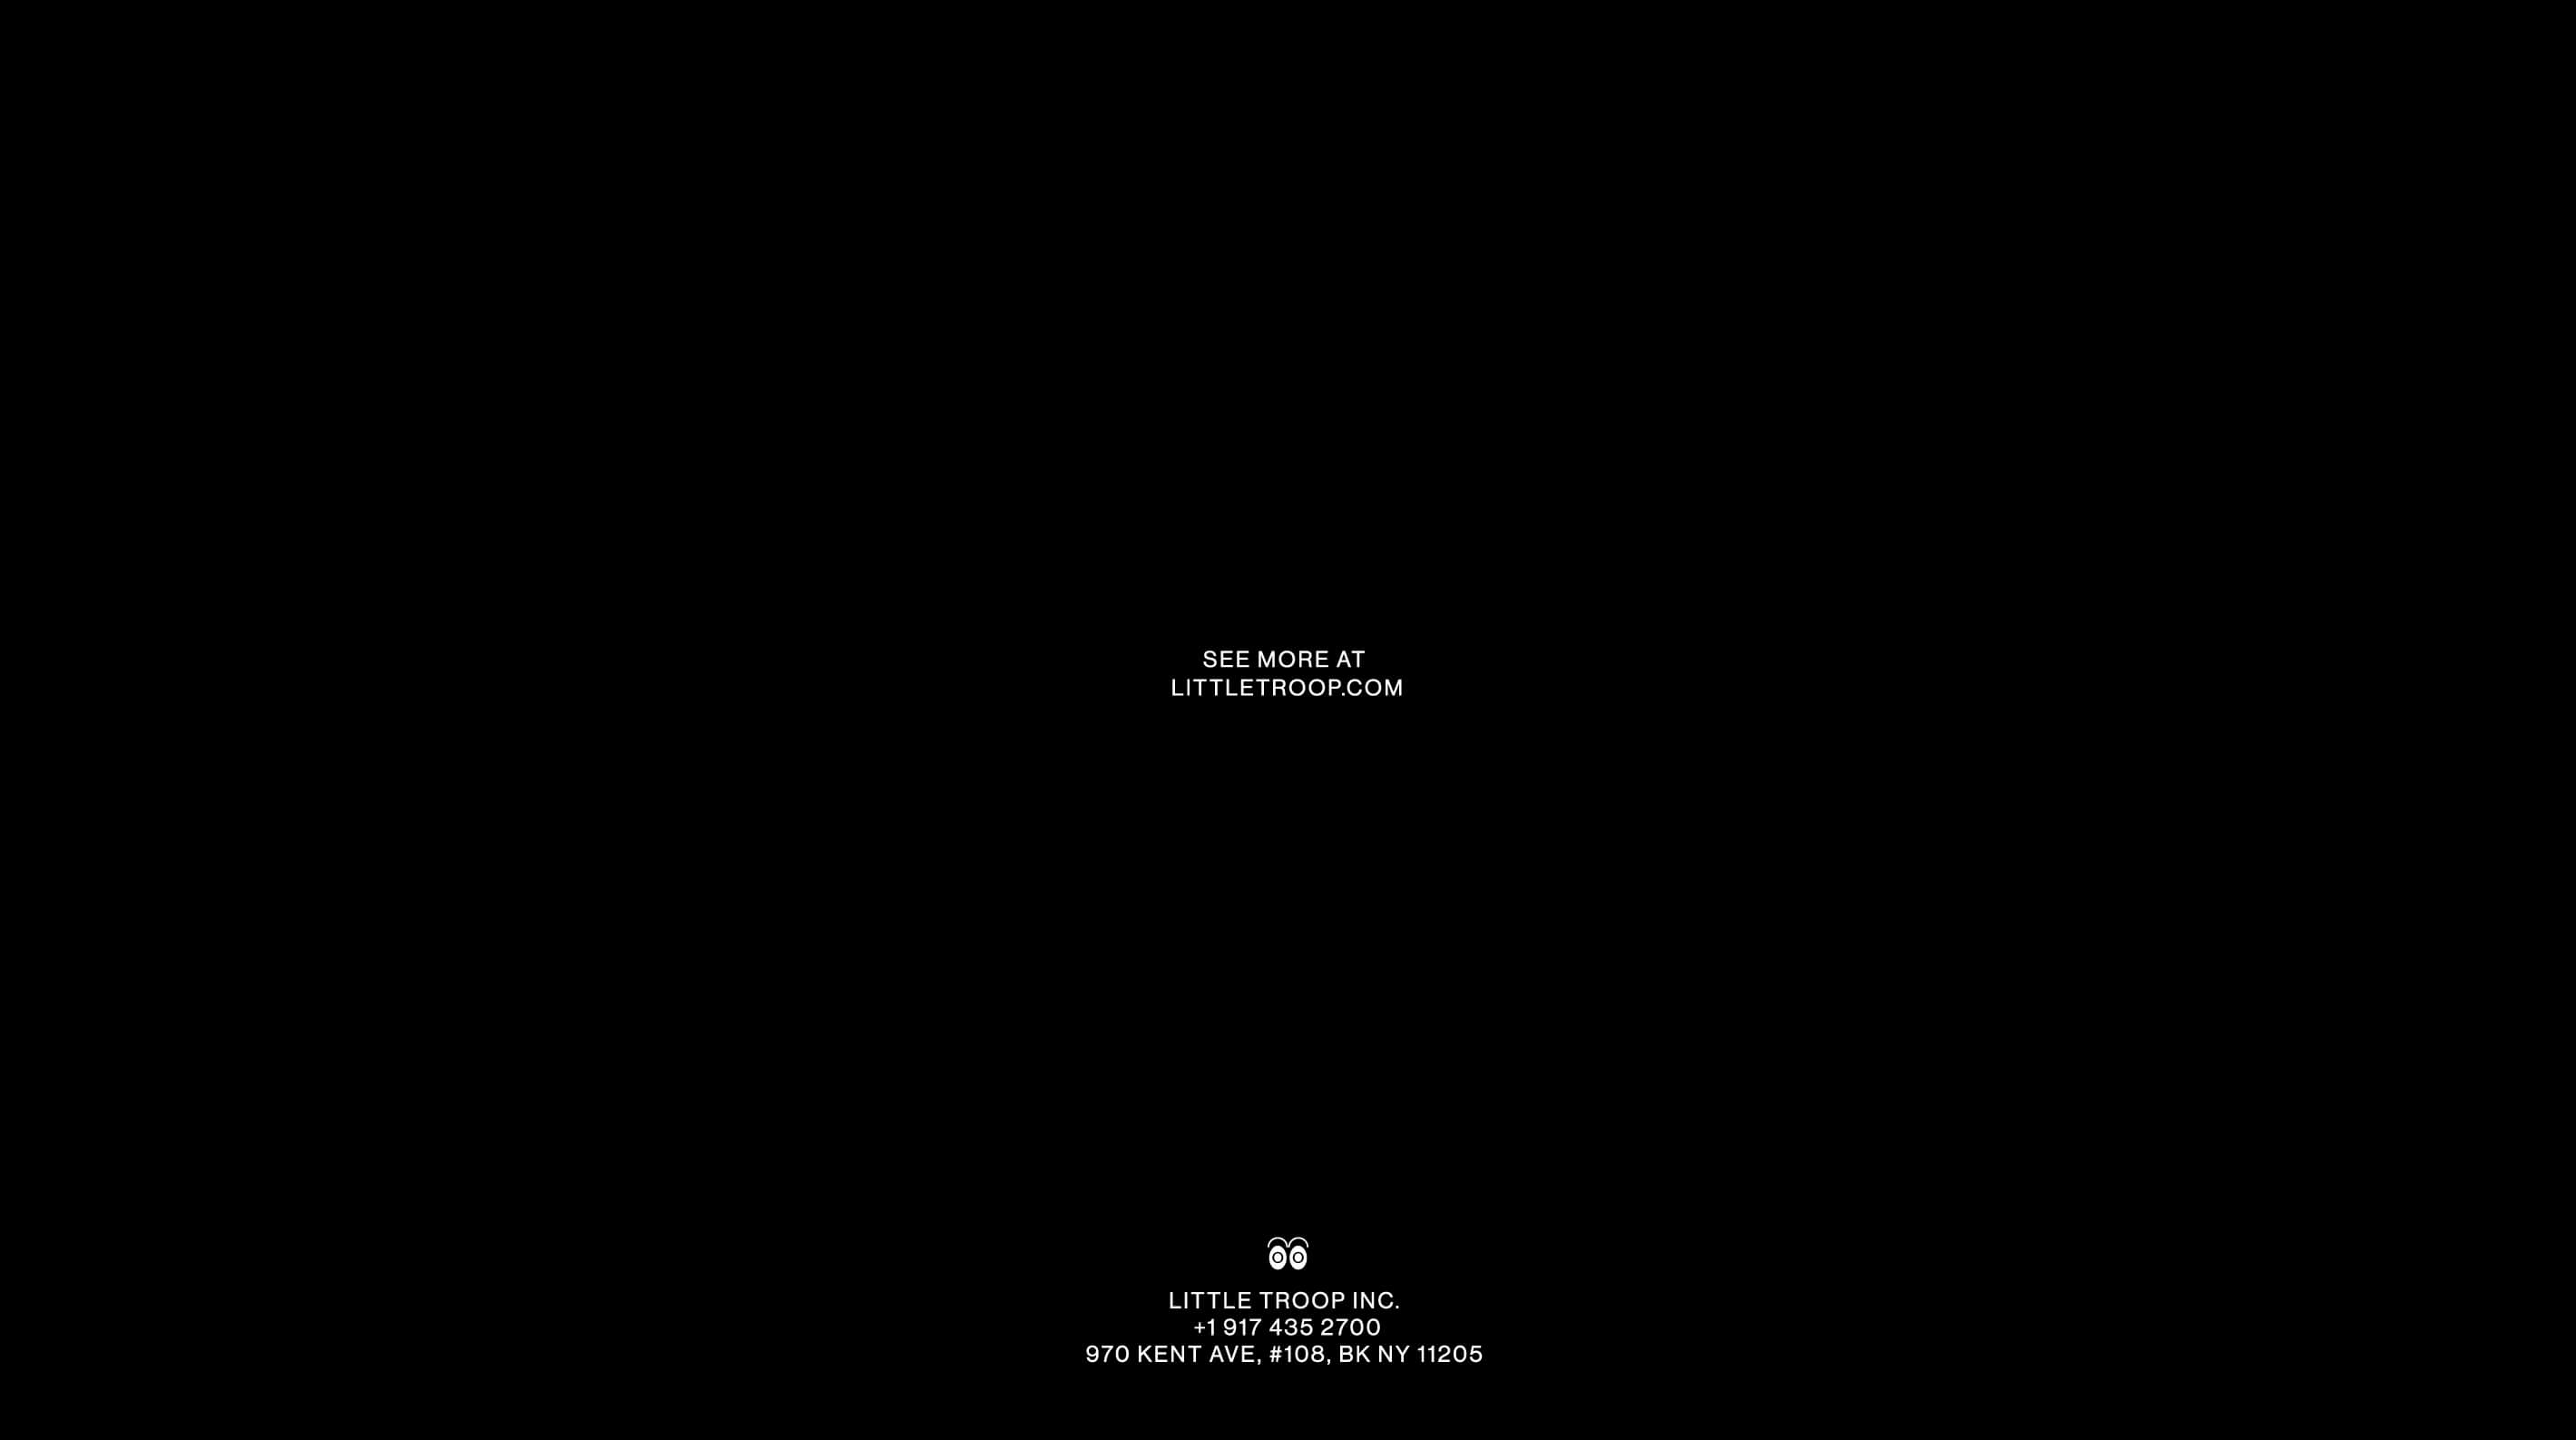 SEE MORE AT
LITTLETROOP.COM
LITTLE TROOP INC.
+1 917 435 2700
970 KENT AVE, #108, BK NY 11205